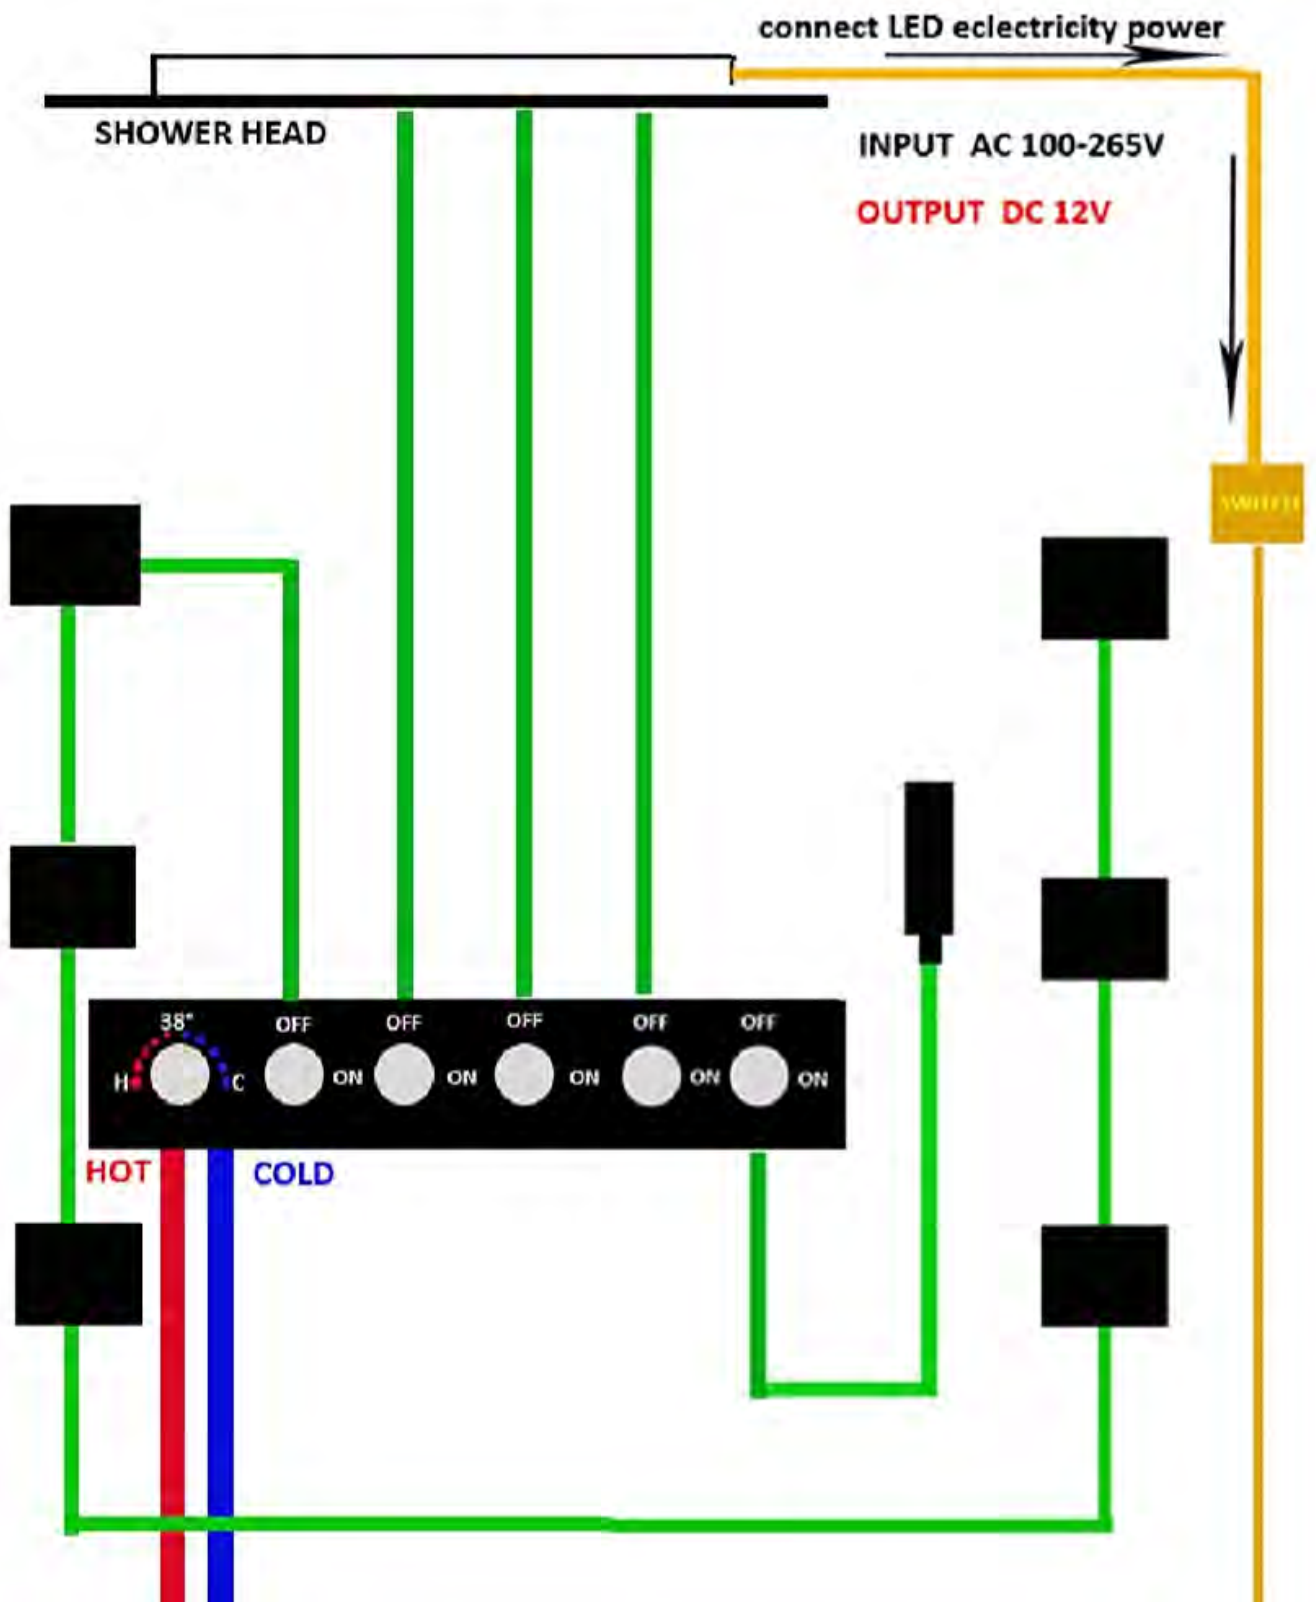 connect LED eclectricity power
SHOWER HEAD
INPUT AC 100-265V
OUTPUT DC 12V
SWITCH
38°
OFF OFF OFF OFF OFF
H C ON ON ON ON ON
HOT COLD